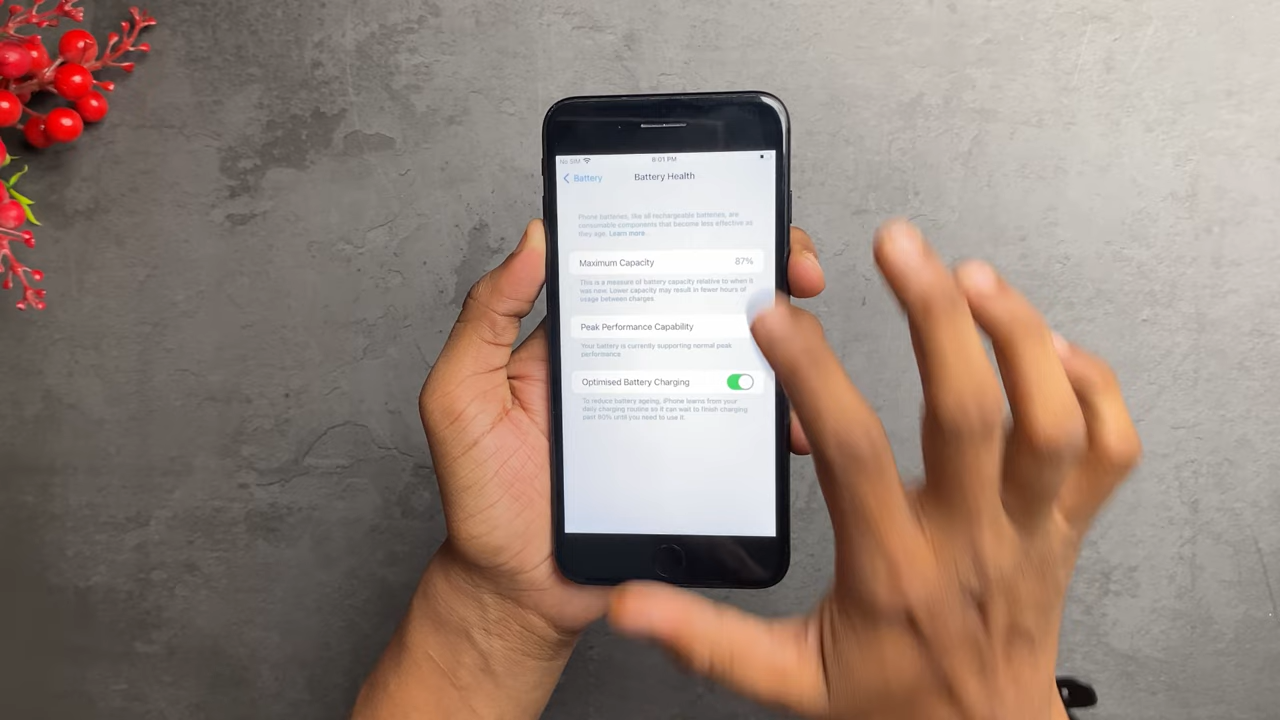 No SIM 8:01 PM
Battery Battery Health
Phone batteries, like all rechargeable batteries, are
consumable components that become less effective as
they age. Learn more...
Maximum Capacity 87%
This is a measure of battery capacity relative to when it
was new. Lower capacity may result in fewer hours of
usage between charges.
Peak Performance Capability
Your battery is currently supporting normal peak
performance.
Optimised Battery Charging
To reduce battery ageing, iPhone learns from your
daily charging routine so it can wait to finish charging
past 80% until you need to use it.